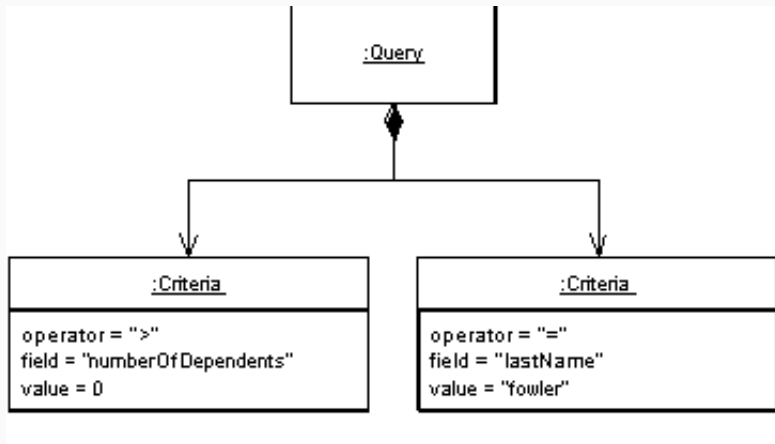 :Query
:Criteria
operator = ">"
field = "numberOfDependents"
value = 0
:Criteria
operator = "="
field = "lastName"
value = "fowler"